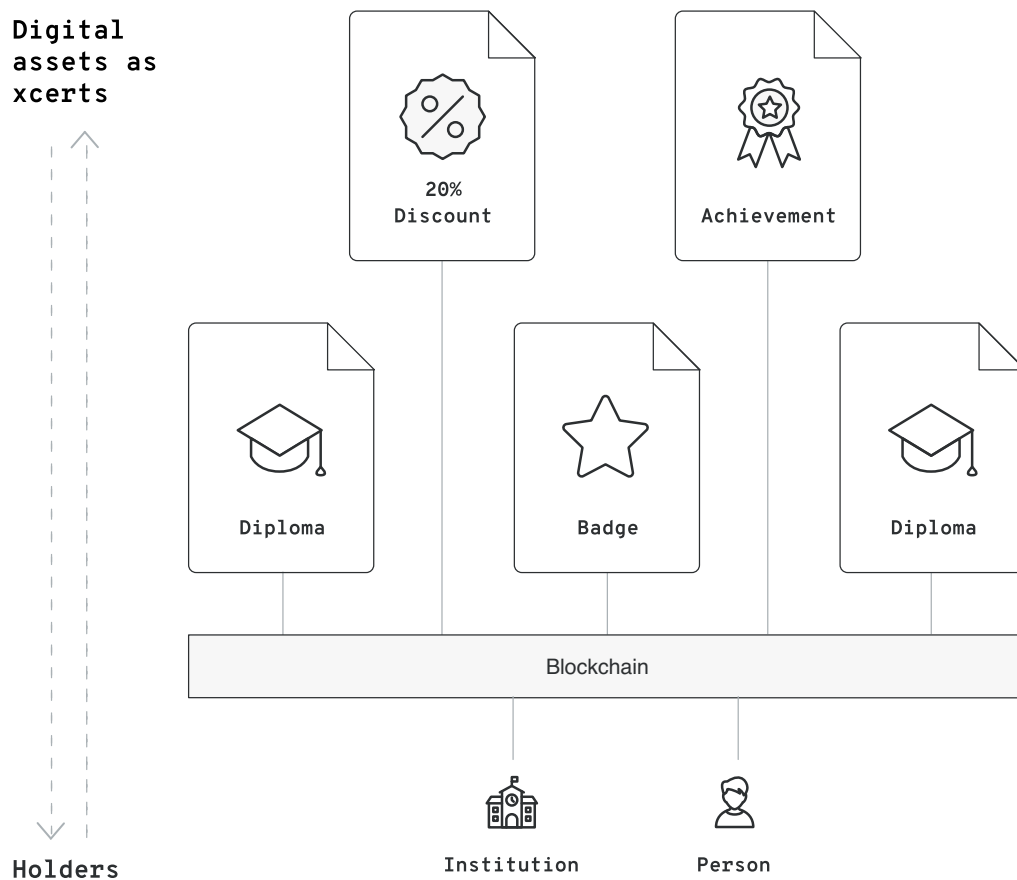 Digital
assets as
xcerts
20%
Discount
Achievement
Diploma
Badge
Diploma
Blockchain
Institution
Person
Holders